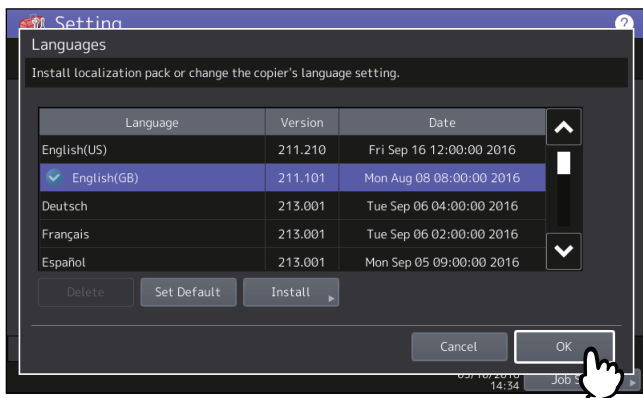 Setting ?
Languages
Install localization pack or change the copier's language setting.
Language Version Date
English(US) 211.210 Fri Sep 16 12:00:00 2016
English(GB) 211.101 Mon Aug 08 08:00:00 2016
Deutsch 213.001 Tue Sep 06 04:00:00 2016
Français 213.001 Tue Sep 06 02:00:00 2016
Español 213.001 Mon Sep 05 09:00:00 2016
Delete Set Default Install
Cancel OK
14:34 Job